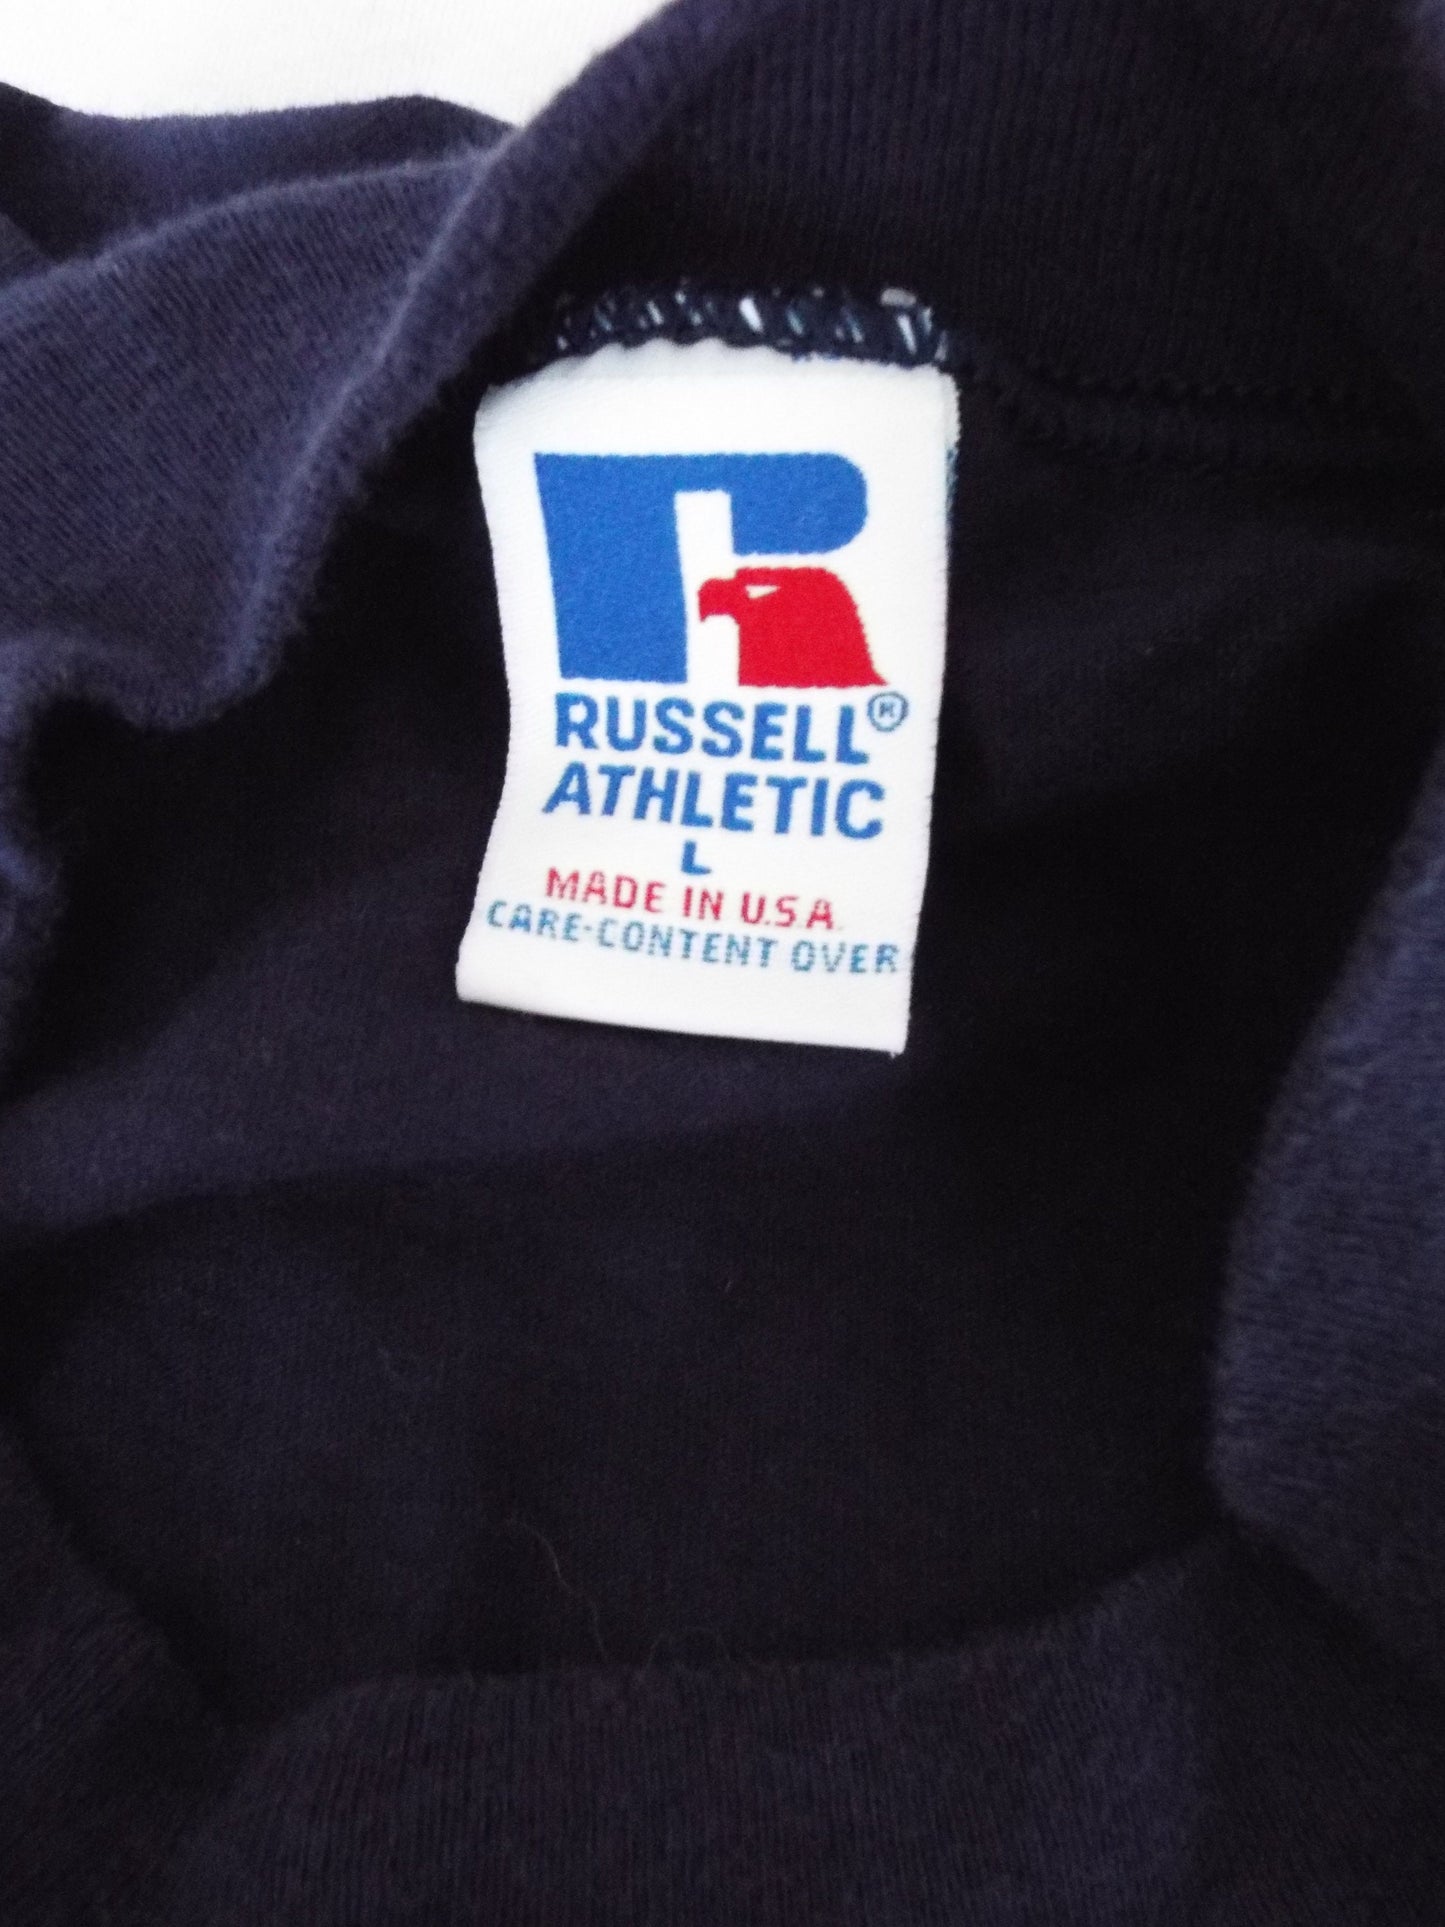 RUSSELL®
ATHLETIC
L
MADE IN U.S.A.
CARE-CONTENT OVER